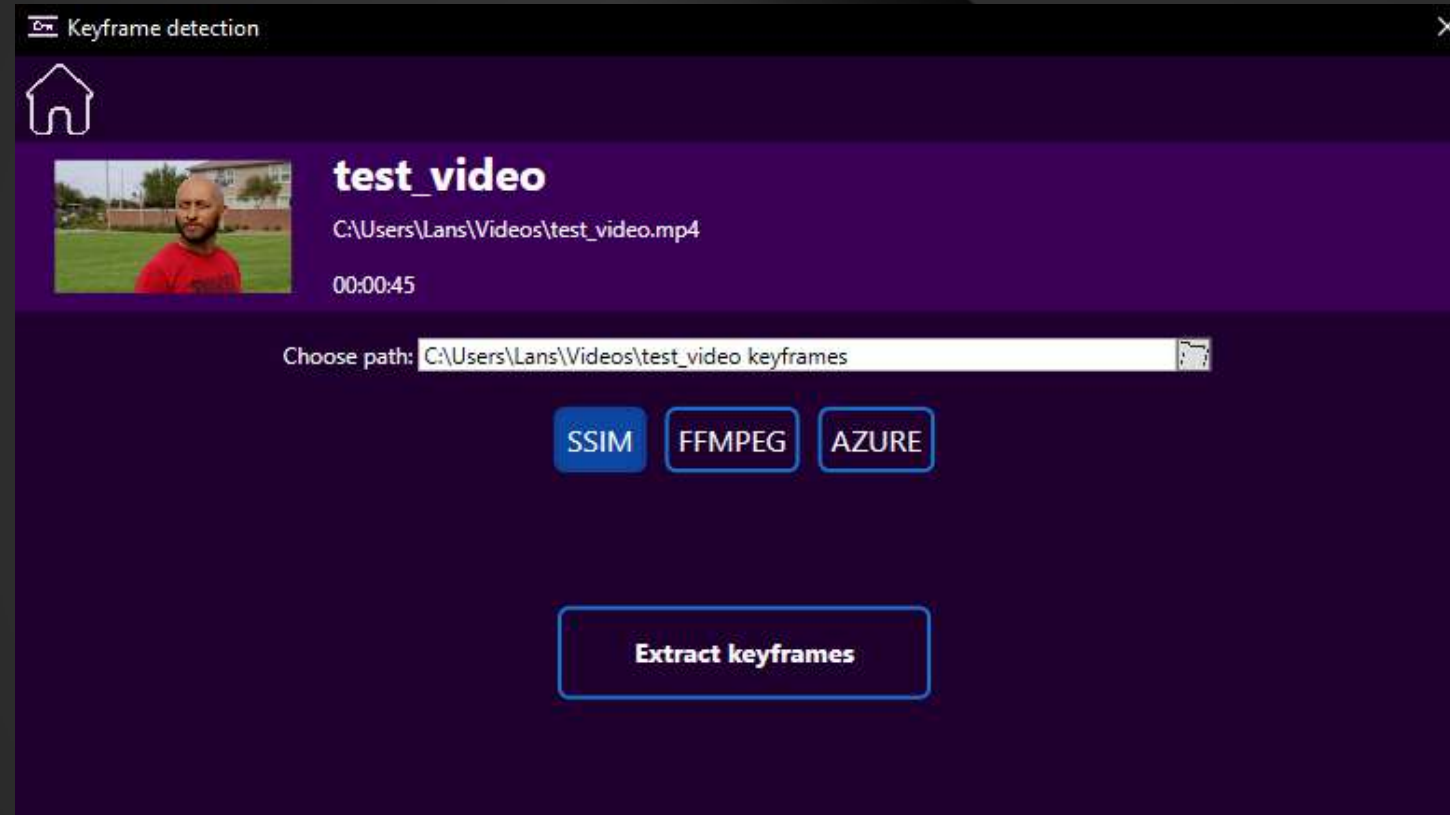 Keyframe detection
test_video
C:\Users\Lans\Videos\test_video.mp4
00:00:45
Choose path: C:\Users\Lans\Videos\test_video keyframes
SSIM FFMPEG AZURE
Extract keyframes